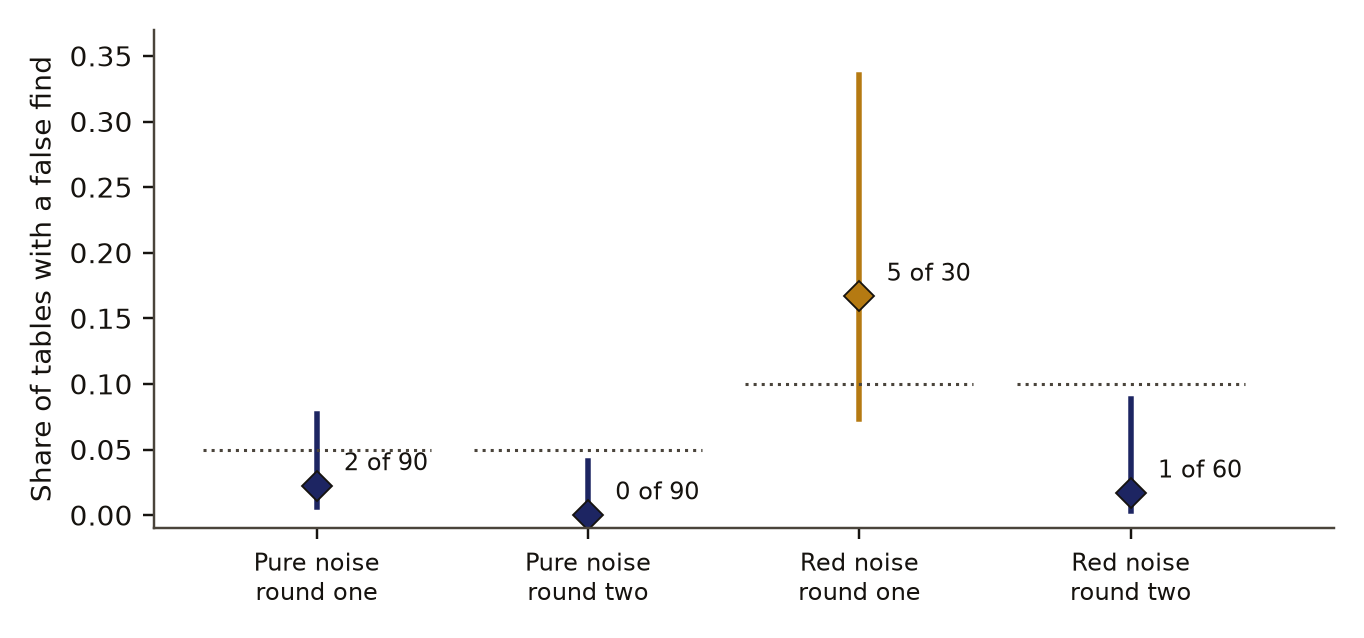 Share of tables with a false find
0.35
0.30
0.25
0.20
0.15
0.10
0.05
0.00
2 of 90
0 of 90
5 of 30
1 of 60
Pure noise
round one
Pure noise
round two
Red noise
round one
Red noise
round two